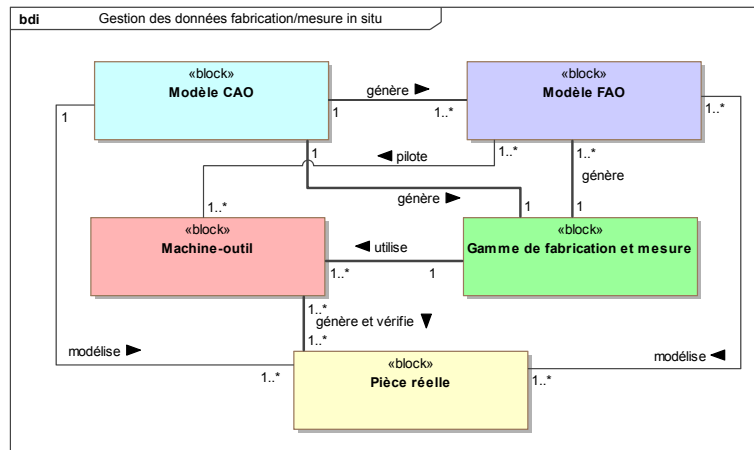 bdi Gestion des données fabrication/mesure in situ
«block»
Modèle CAO
«block»
Modèle FAO
génère
1
1..*
1
1..*
1
1..*
1..*
pilote
génère
génère
1..*
1
1
«block»
Machine-outil
«block»
Gamme de fabrication et mesure
utilise
1..*
1
1..*
génère et vérifie
1..*
modélise
modélise
1..*
1..*
«block»
Pièce réelle